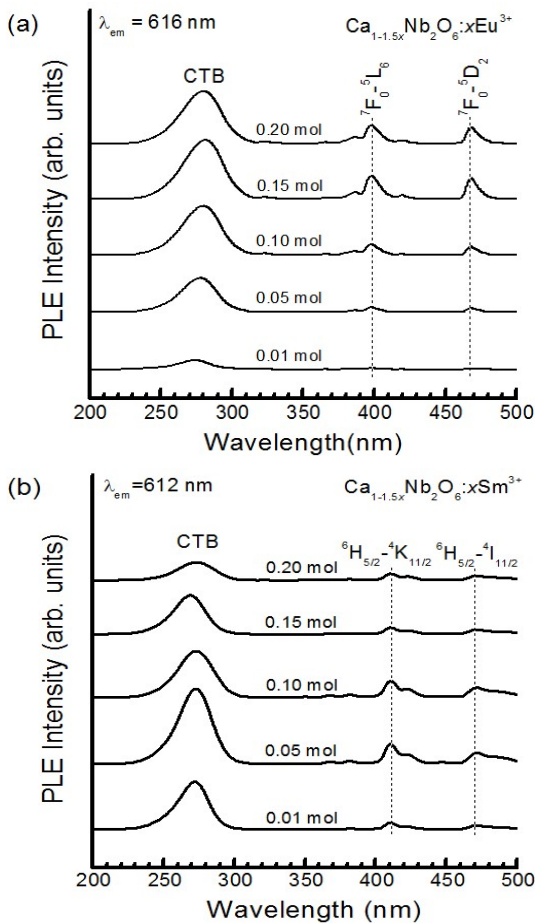 (a)
λem = 616 nm
Ca1-1.5xNb2O6:xEu3+
CTB
7F0-5L6
7F0-5D2
0.20 mol
0.15 mol
0.10 mol
0.05 mol
0.01 mol
PLE Intensity (arb. units)
200 250 300 350 400 450 500
Wavelength(nm)
(b)
λem =612 nm
Ca1-1.5xNb2O6:xSm3+
CTB
6H5/2-4K11/2
6H5/2-4I11/2
0.20 mol
0.15 mol
0.10 mol
0.05 mol
0.01 mol
PLE Intensity (arb. units)
200 250 300 350 400 450 500
Wavelength (nm)